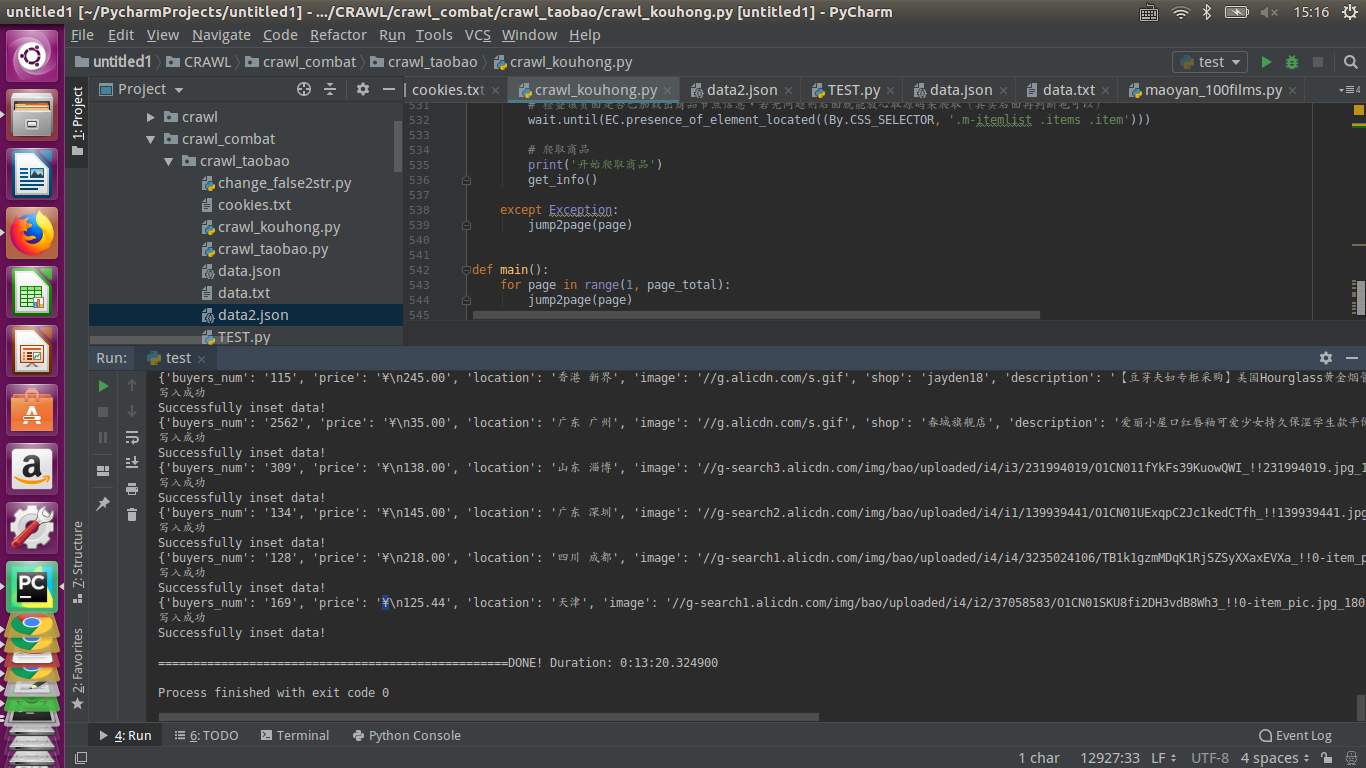 untitled1 [~/PycharmProjects/untitled1] - .../CRAWL/crawl_combat/crawl_taobao/crawl_kouhong.py [untitled1] - PyCharm
15:16
File Edit View Navigate Code Refactor Run Tools VCS Window Help
untitled1 CRAWL crawl_combat crawl_taobao crawl_kouhong.py
test
Project
cookies.txt crawl_kouhong.py data2.json TEST.py data.json data.txt maoyan_100films.py
4
1: Project
crawl
crawl_combat
crawl_taobao
change_false2str.py
cookies.txt
crawl_kouhong.py
crawl_taobao.py
data.json
data.txt
data2.json
TEST.py
531
532 wait.until(EC.presence_of_element_located((By.CSS_SELECTOR, '.m-itemlist .items .item')))
533
534 # 爬取商品
535 print('开始爬取商品')
536 get_info()
537
538 except Exception:
539 jump2page(page)
540
541
542 def main():
543 for page in range(1, page_total):
544 jump2page(page)
545
Run: test
{'buyers_num': '115', 'price': '¥\n245.00', 'location': '香港 新界', 'image': '//g.alicdn.com/s.gif', 'shop': 'jayden18', 'description': '【豆芽夫妇专柜采购】美国Hourglass黄金烟管
写入成功
Successfully inset data!
{'buyers_num': '2562', 'price': '¥\n35.00', 'location': '广东 广州', 'image': '//g.alicdn.com/s.gif', 'shop': '春城旗舰店', 'description': '爱丽小屋口红唇釉可爱少女持久保湿学生款平价
写入成功
Successfully inset data!
{'buyers_num': '309', 'price': '¥\n138.00', 'location': '山东 淄博', 'image': '//g-search3.alicdn.com/img/bao/uploaded/i4/i3/231994019/O1CN011fYkFs39KuowQWI_!!231994019.jpg_1
写入成功
Successfully inset data!
{'buyers_num': '134', 'price': '¥\n145.00', 'location': '广东 深圳', 'image': '//g-search2.alicdn.com/img/bao/uploaded/i4/i1/139939441/O1CN01UExqpC2Jc1kedCTfh_!!139939441.jpg
写入成功
Successfully inset data!
{'buyers_num': '128', 'price': '¥\n218.00', 'location': '四川 成都', 'image': '//g-search1.alicdn.com/img/bao/uploaded/i4/i4/3235024106/TB1k1gzmMDqK1RjSZSyXXaxEVXa_!!0-item_p
写入成功
Successfully inset data!
{'buyers_num': '169', 'price': '¥\n125.44', 'location': '天津', 'image': '//g-search1.alicdn.com/img/bao/uploaded/i4/i2/37058583/O1CN01SKU8fi2DH3vdB8Wh3_!!0-item_pic.jpg_180
写入成功
Successfully inset data!
==================================================DONE! Duration: 0:13:20.324900
Process finished with exit code 0
7: Structure
2: Favorites
4: Run 6: TODO Terminal Python Console Event Log
1 char 12927:33 LF UTF-8 4 spaces